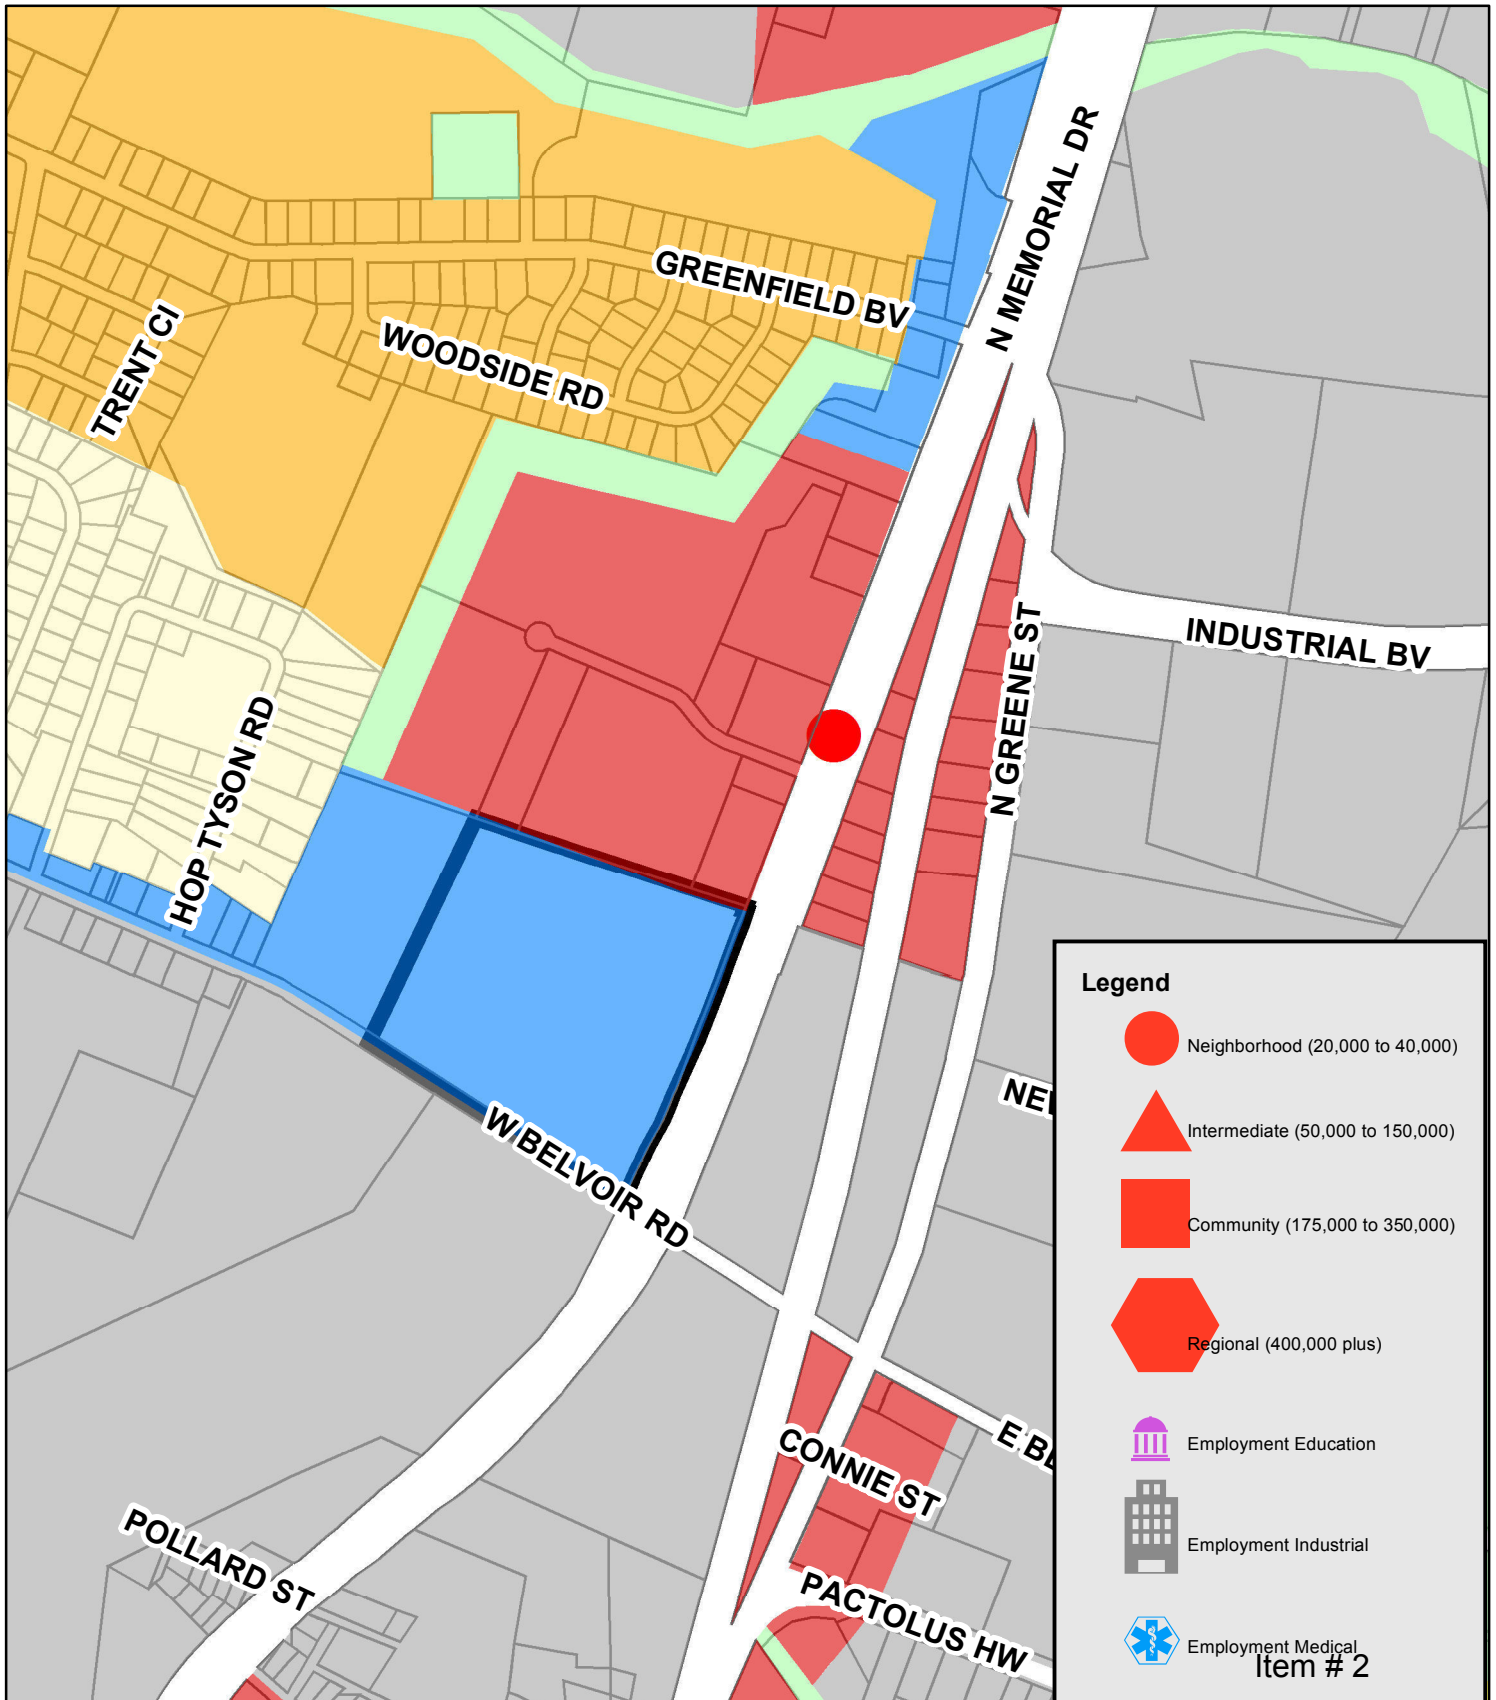 N MEMORIAL DR
GREENFIELD BV
TRENT CI
WOODSIDE RD
INDUSTRIAL BV
N GREENE ST
HOP TYSON RD
W BELVOIR RD
CONNIE ST
POLLARD ST
PACTOLUS HW
Legend
Neighborhood (20,000 to 40,000)
Intermediate (50,000 to 150,000)
Community (175,000 to 350,000)
Regional (400,000 plus)
Employment Education
Employment Industrial
Employment Medical
Item # 2